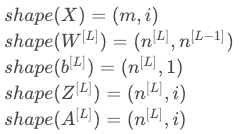 shape(X) = (m, i)
shape(W^{[L]}) = (n^{[L]}, n^{[L-1]})
shape(b^{[L]}) = (n^{[L]}, 1)
shape(Z^{[L]}) = (n^{[L]}, i)
shape(A^{[L]}) = (n^{[L]}, i)